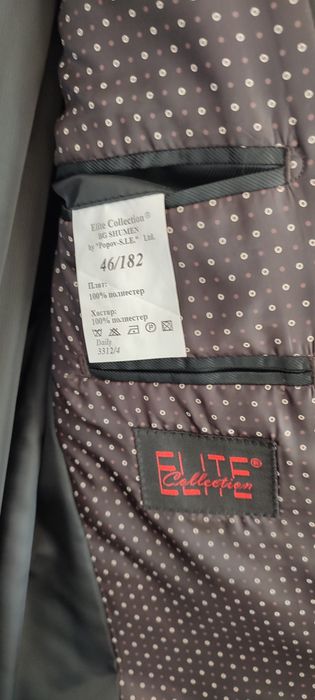 Elite Collection®
BG SHUMEN
by "Popov-S.I.E." Ltd.
46/182
Плат:
100% полиестер
Хастар:
100% полиестер
Daily
3312/4
ELITE®
Collection